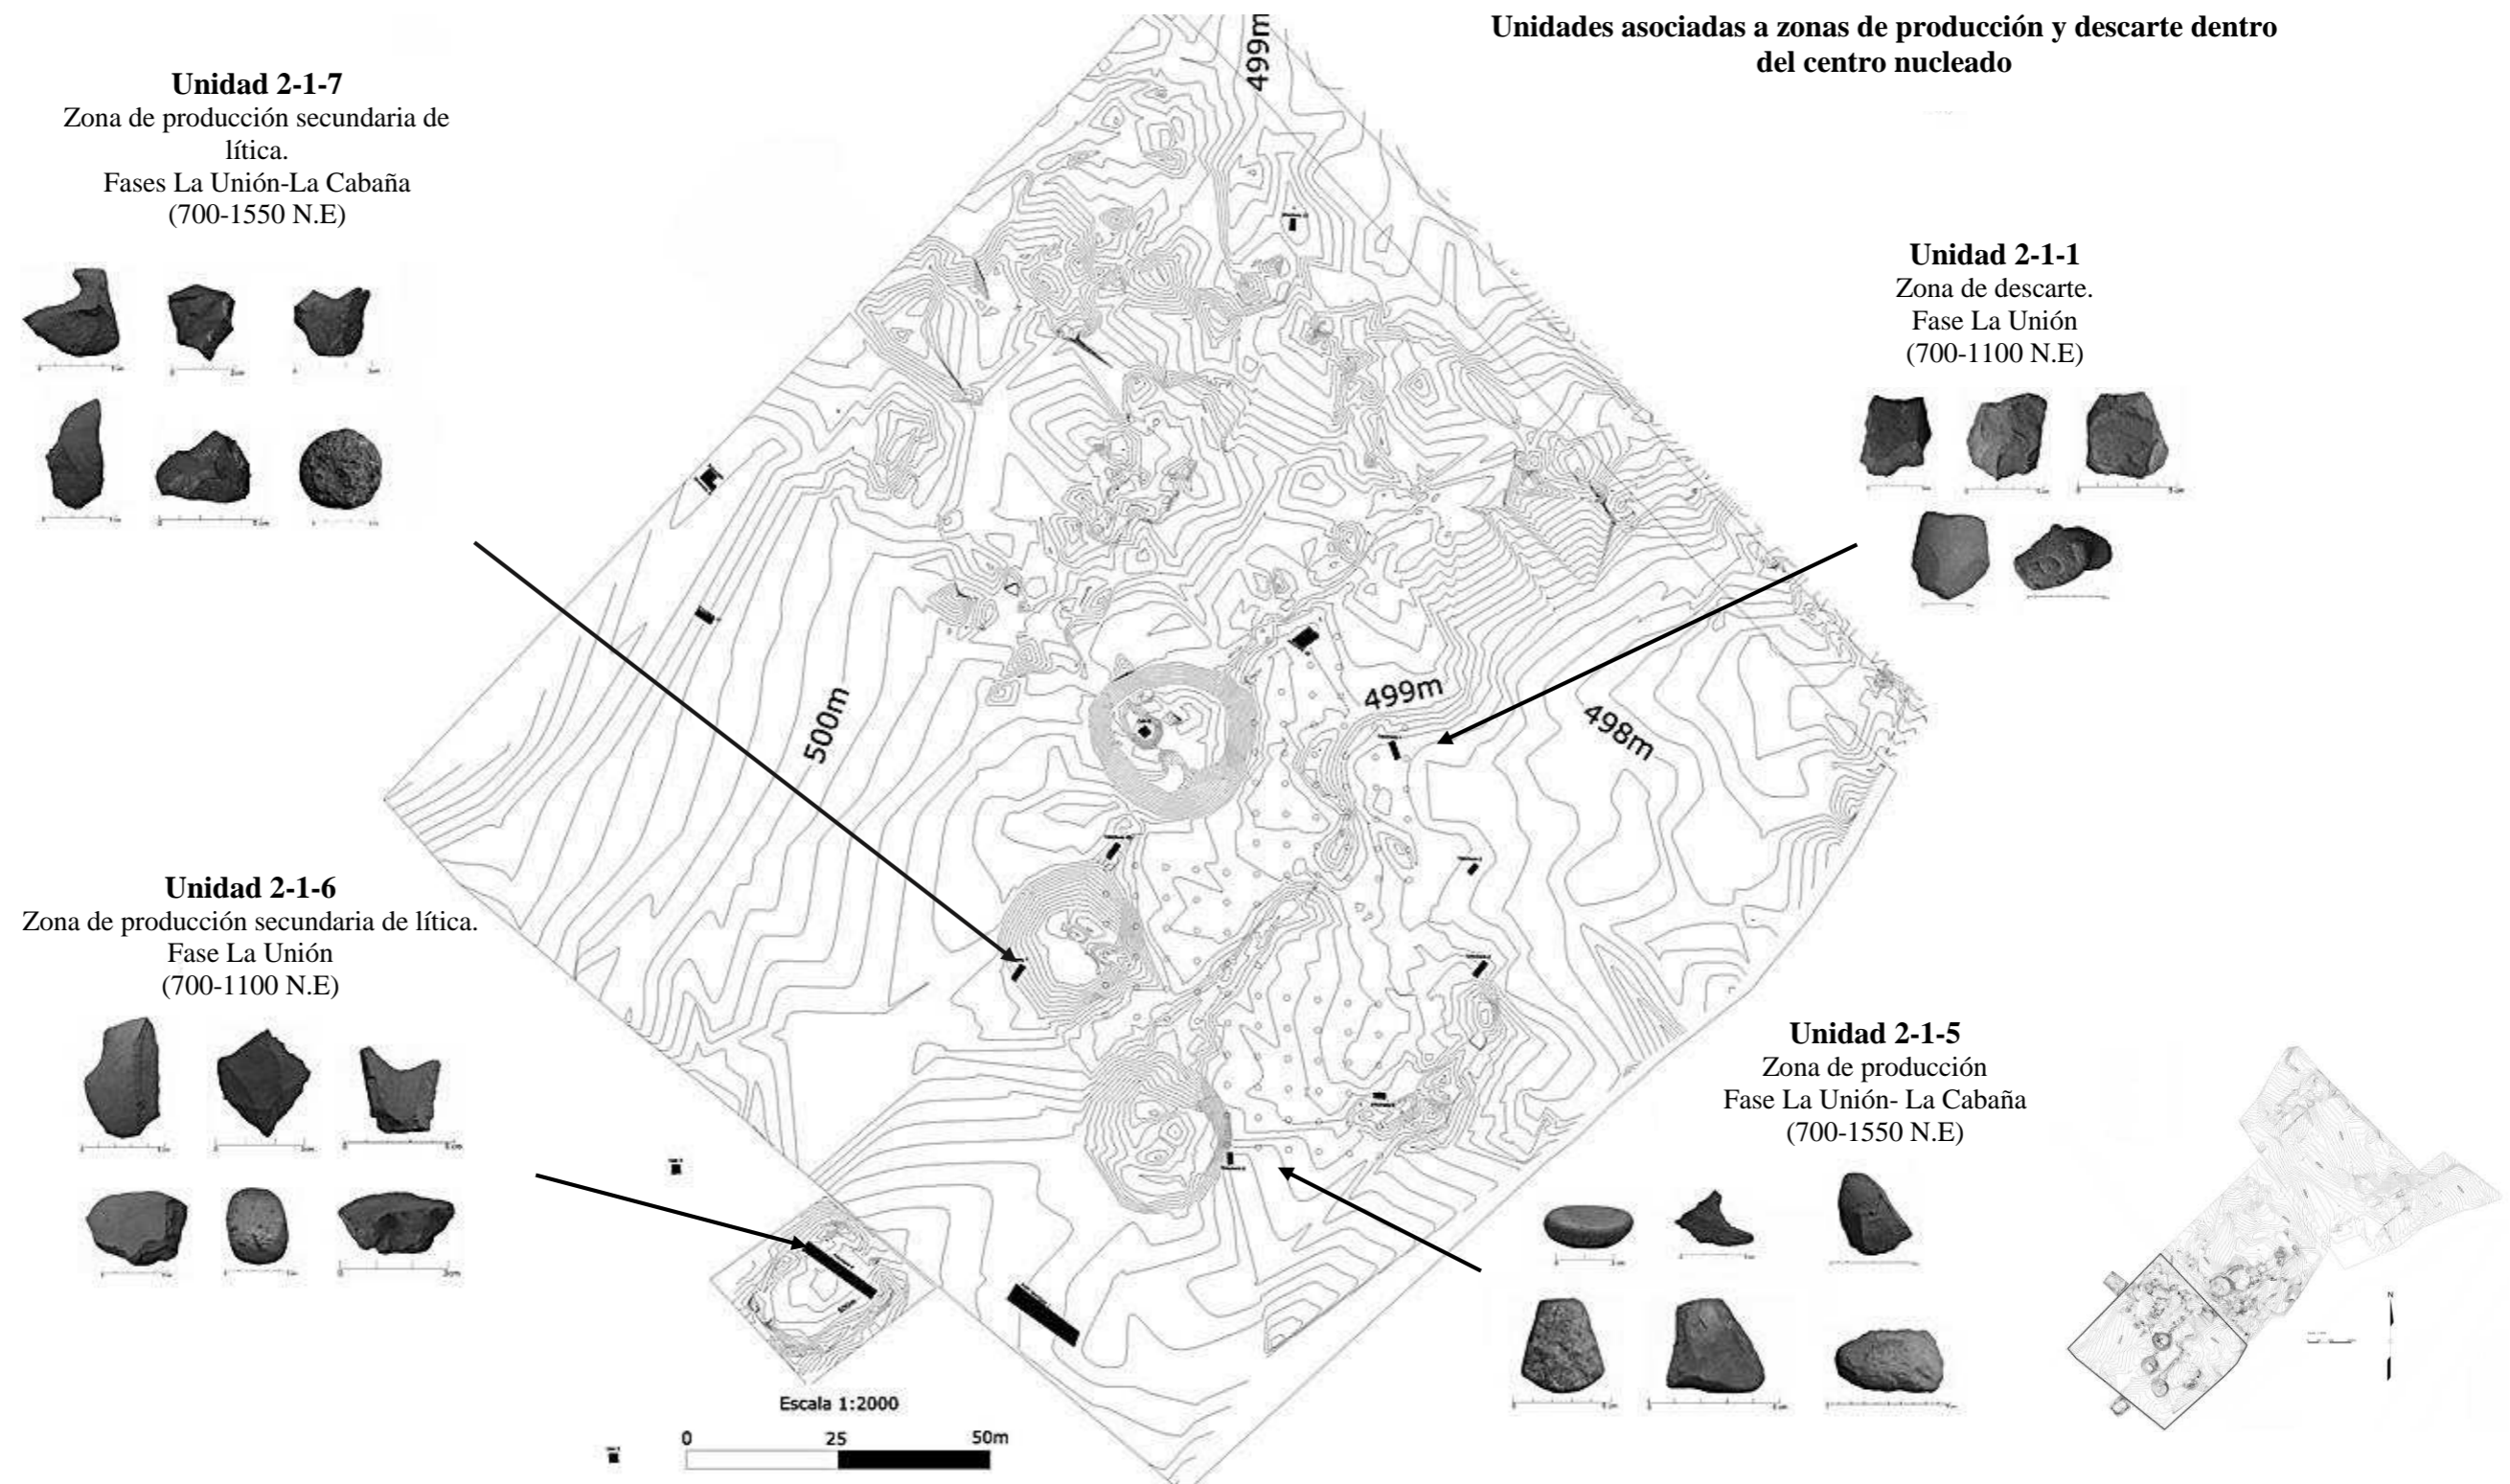 Unidades asociadas a zonas de producción y descarte dentro
del centro nucleado
Unidad 2-1-7
Zona de producción secundaria de
lítica.
Fases La Unión-La Cabaña
(700-1550 N.E)
Unidad 2-1-1
Zona de descarte.
Fase La Unión
(700-1100 N.E)
499m
500m
499m
498m
Unidad 2-1-6
Zona de producción secundaria de lítica.
Fase La Unión
(700-1100 N.E)
Unidad 2-1-5
Zona de producción
Fase La Unión- La Cabaña
(700-1550 N.E)
Escala 1:2000
0 25 50m
N